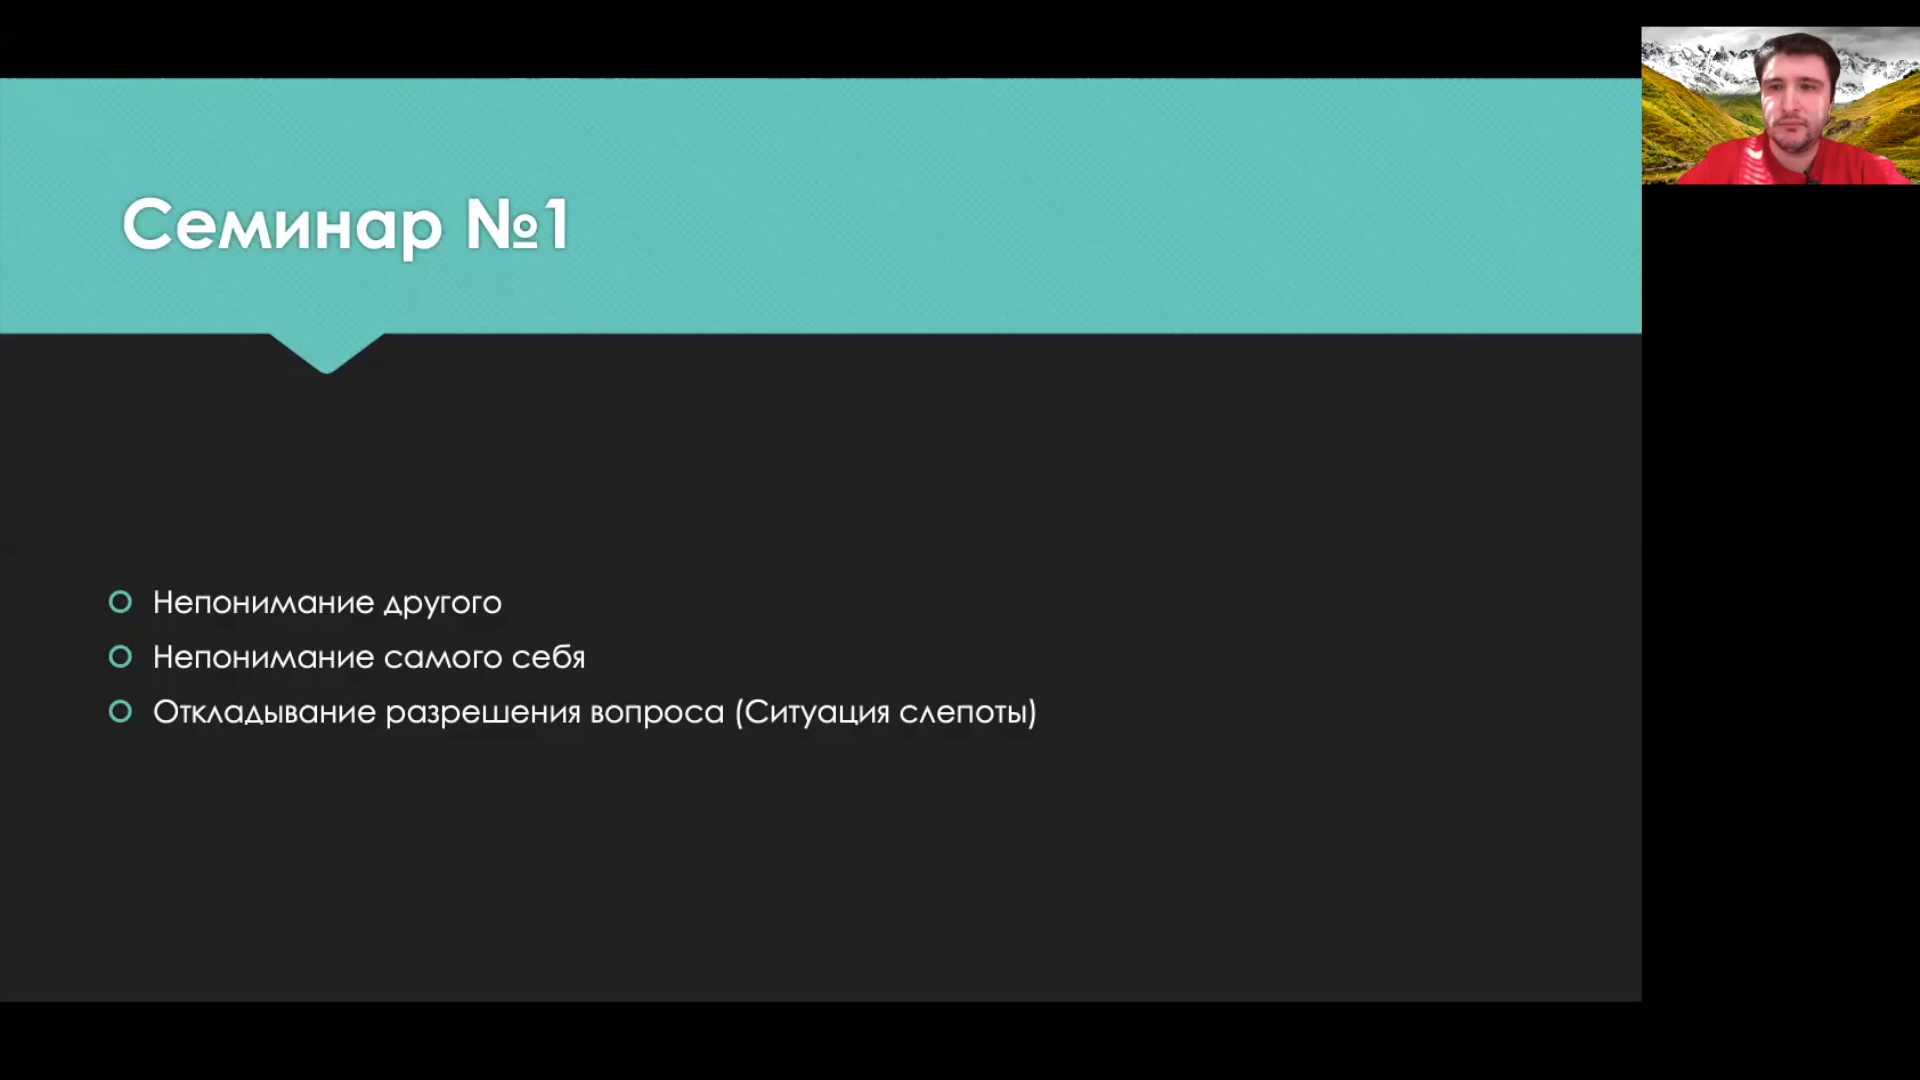 Семинар №1
Непонимание другого
Непонимание самого себя
Откладывание разрешения вопроса (Ситуация слепоты)